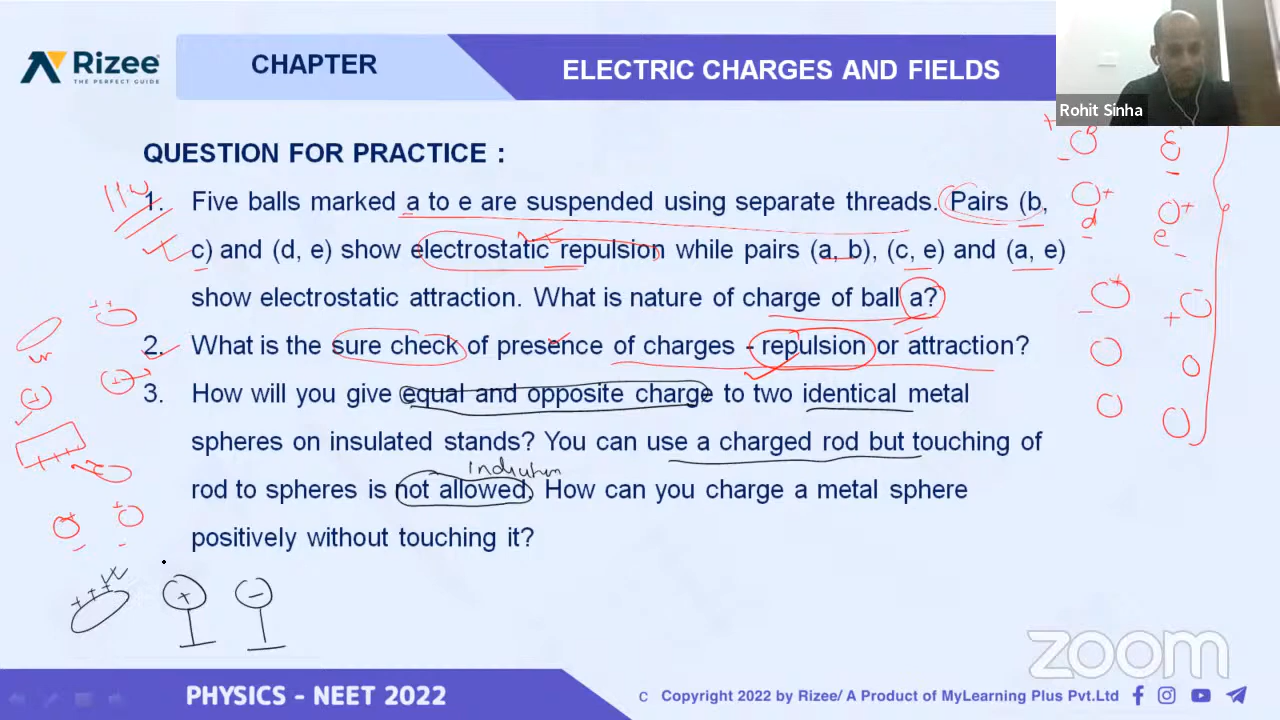 Rizee
THE PERFECT GUIDE
CHAPTER
ELECTRIC CHARGES AND FIELDS
Rohit Sinha
QUESTION FOR PRACTICE :
1. Five balls marked a to e are suspended using separate threads. Pairs (b,
c) and (d, e) show electrostatic repulsion while pairs (a, b), (c, e) and (a, e)
show electrostatic attraction. What is nature of charge of ball a?
2. What is the sure check of presence of charges - repulsion or attraction?
3. How will you give equal and opposite charge to two identical metal
spheres on insulated stands? You can use a charged rod but touching of
rod to spheres is not allowed. How can you charge a metal sphere
positively without touching it?
zoom
PHYSICS - NEET 2022
Copyright 2022 by Rizee/ A Product of MyLearning Plus Pvt.Ltd